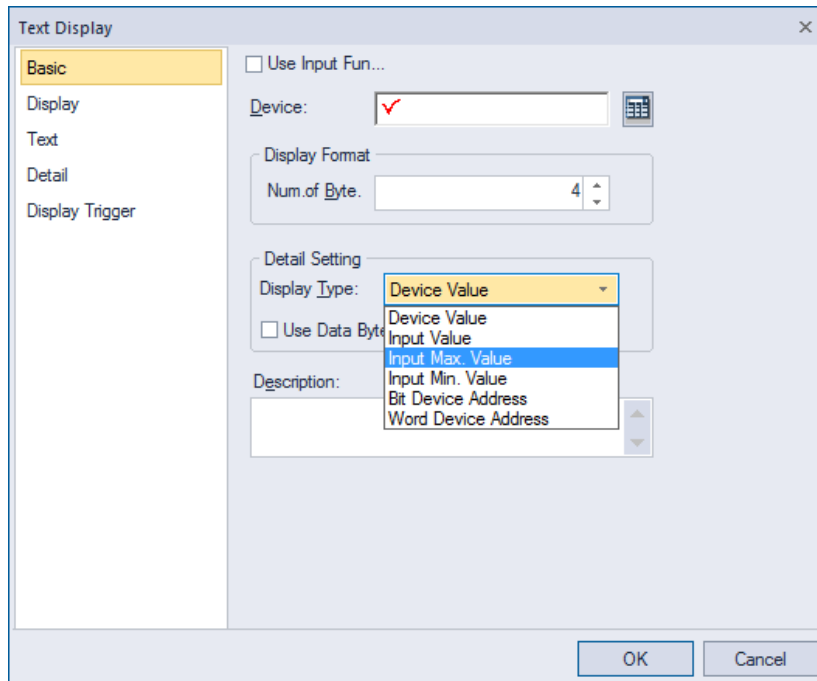 Text Display
Basic
Display
Text
Detail
Display Trigger
Use Input Fun...
Device:
Display Format
Num.of Byte.
4
Detail Setting
Display Type:
Device Value
Device Value
Input Value
Input Max. Value
Input Min. Value
Bit Device Address
Word Device Address
Use Data Byte
Description:
OK
Cancel